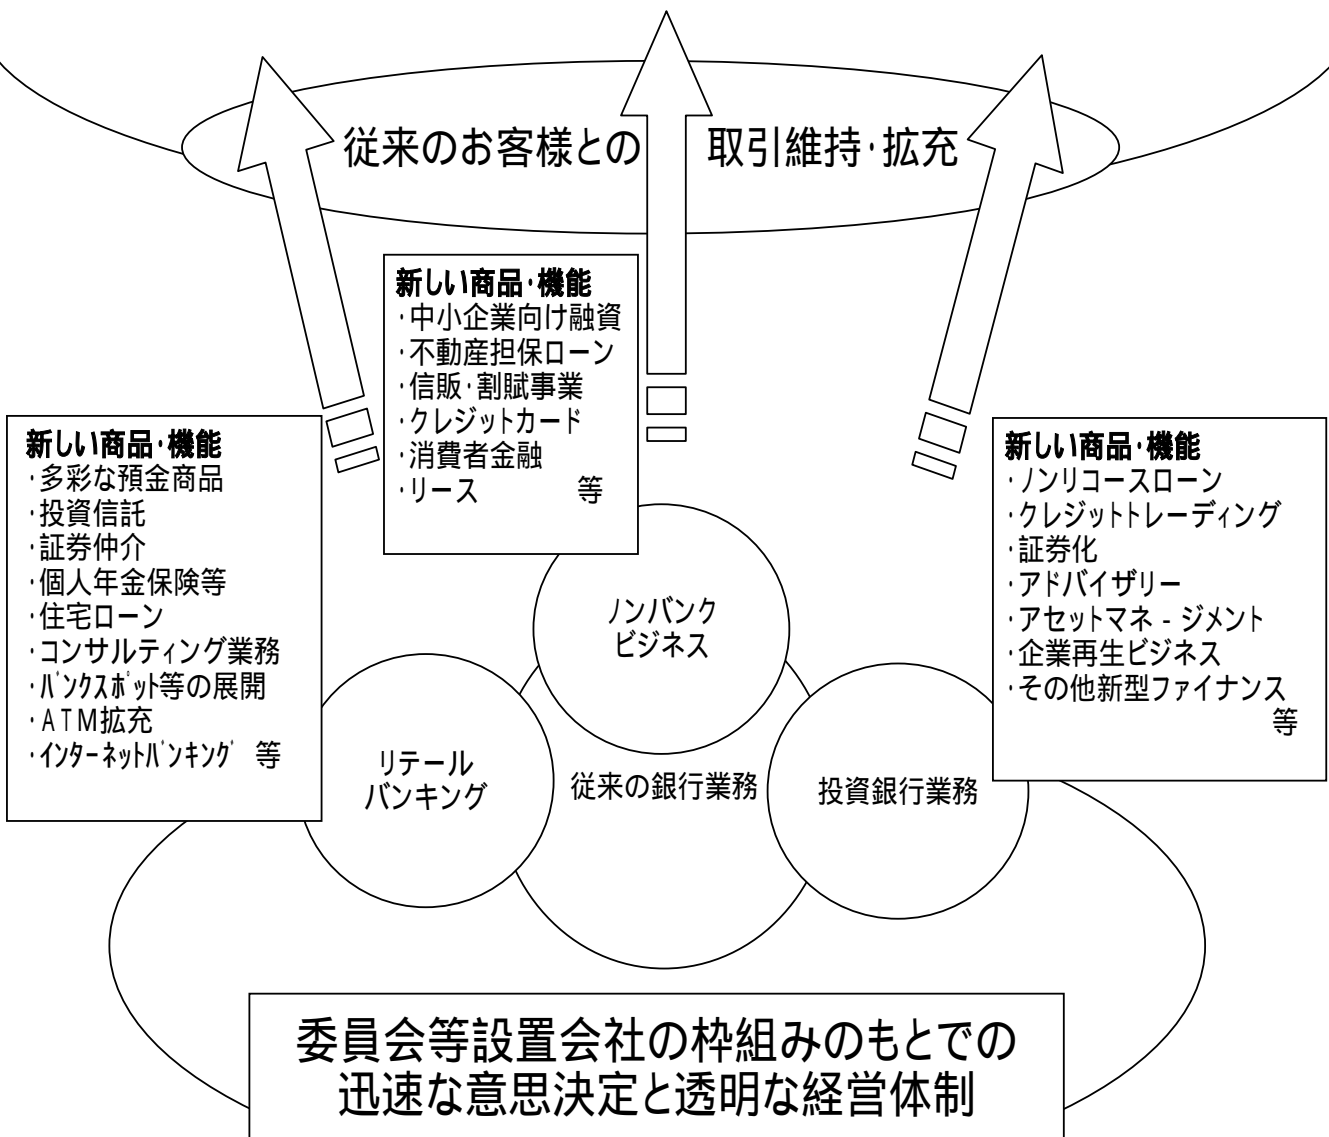 従来のお客様との 取引維持・拡充
新しい商品・機能
・中小企業向け融資
・不動産担保ローン
・信販・割賦事業
・クレジットカード
・消費者金融
・リース 等
新しい商品・機能
・多彩な預金商品
・投資信託
・証券仲介
・個人年金保険等
・住宅ローン
・コンサルティング業務
・ﾊﾞﾝｸｽﾎﾟｯﾄ等の展開
・ATM拡充
・ｲﾝﾀｰﾈｯﾄﾊﾞﾝｷﾝｸﾞ 等
新しい商品・機能
・ノンリコースローン
・クレジットトレーディング
・証券化
・アドバイザリー
・アセットマネ - ジメント
・企業再生ビジネス
・その他新型ファイナンス
等
ノンバンク
ビジネス
リテール
バンキング
従来の銀行業務
投資銀行業務
委員会等設置会社の枠組みのもとでの
迅速な意思決定と透明な経営体制